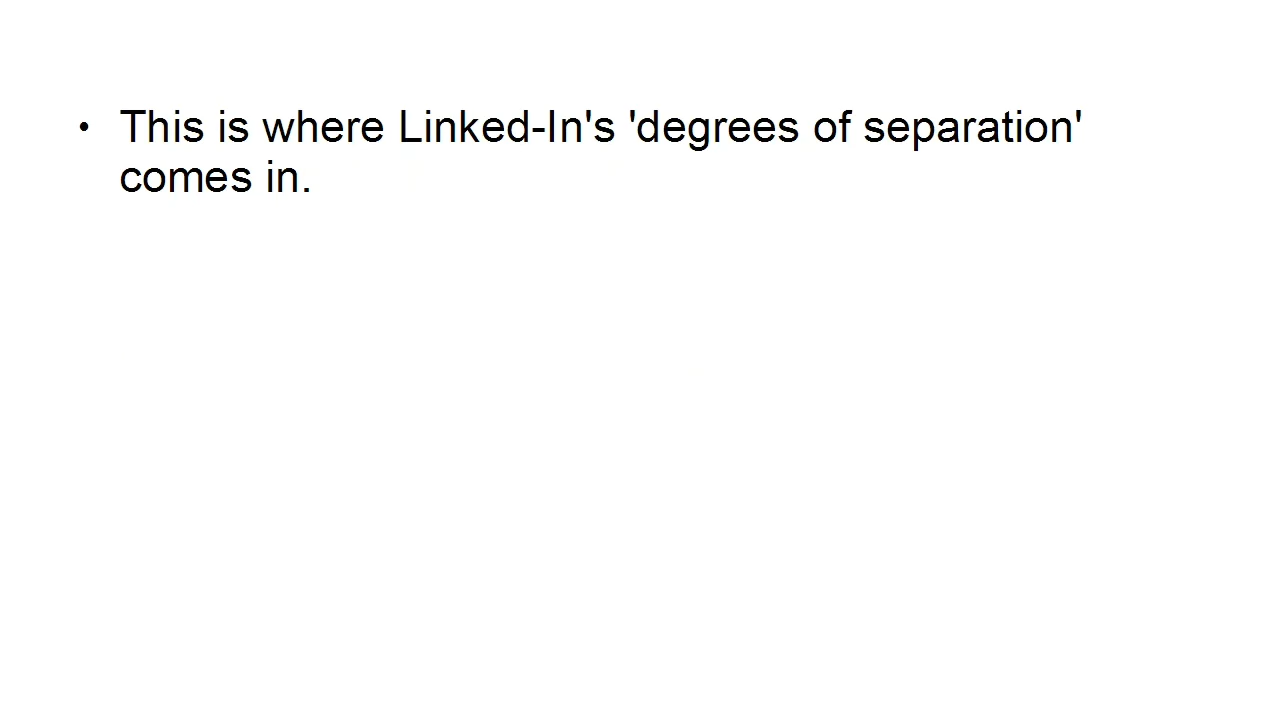 • This is where Linked-In's 'degrees of separation'
comes in.